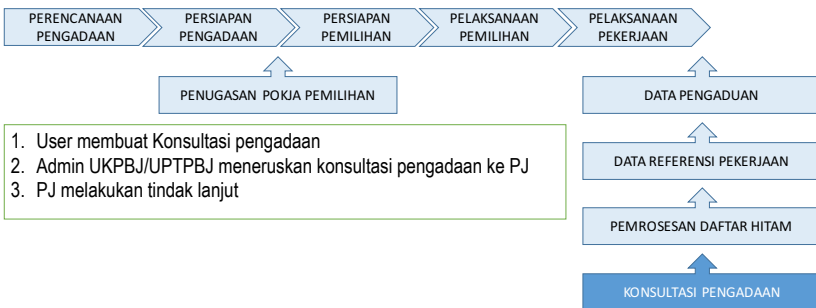 PERENCANAAN
PENGADAAN
PERSIAPAN
PENGADAAN
PERSIAPAN
PEMILIHAN
PELAKSANAAN
PEMILIHAN
PELAKSANAAN
PEKERJAAN
PENUGASAN POKJA PEMILIHAN
DATA PENGADUAN
1. User membuat Konsultasi pengadaan
2. Admin UKPBJ/UPTPBJ meneruskan konsultasi pengadaan ke PJ
3. PJ melakukan tindak lanjut
DATA REFERENSI PEKERJAAN
PEMROSESAN DAFTAR HITAM
KONSULTASI PENGADAAN